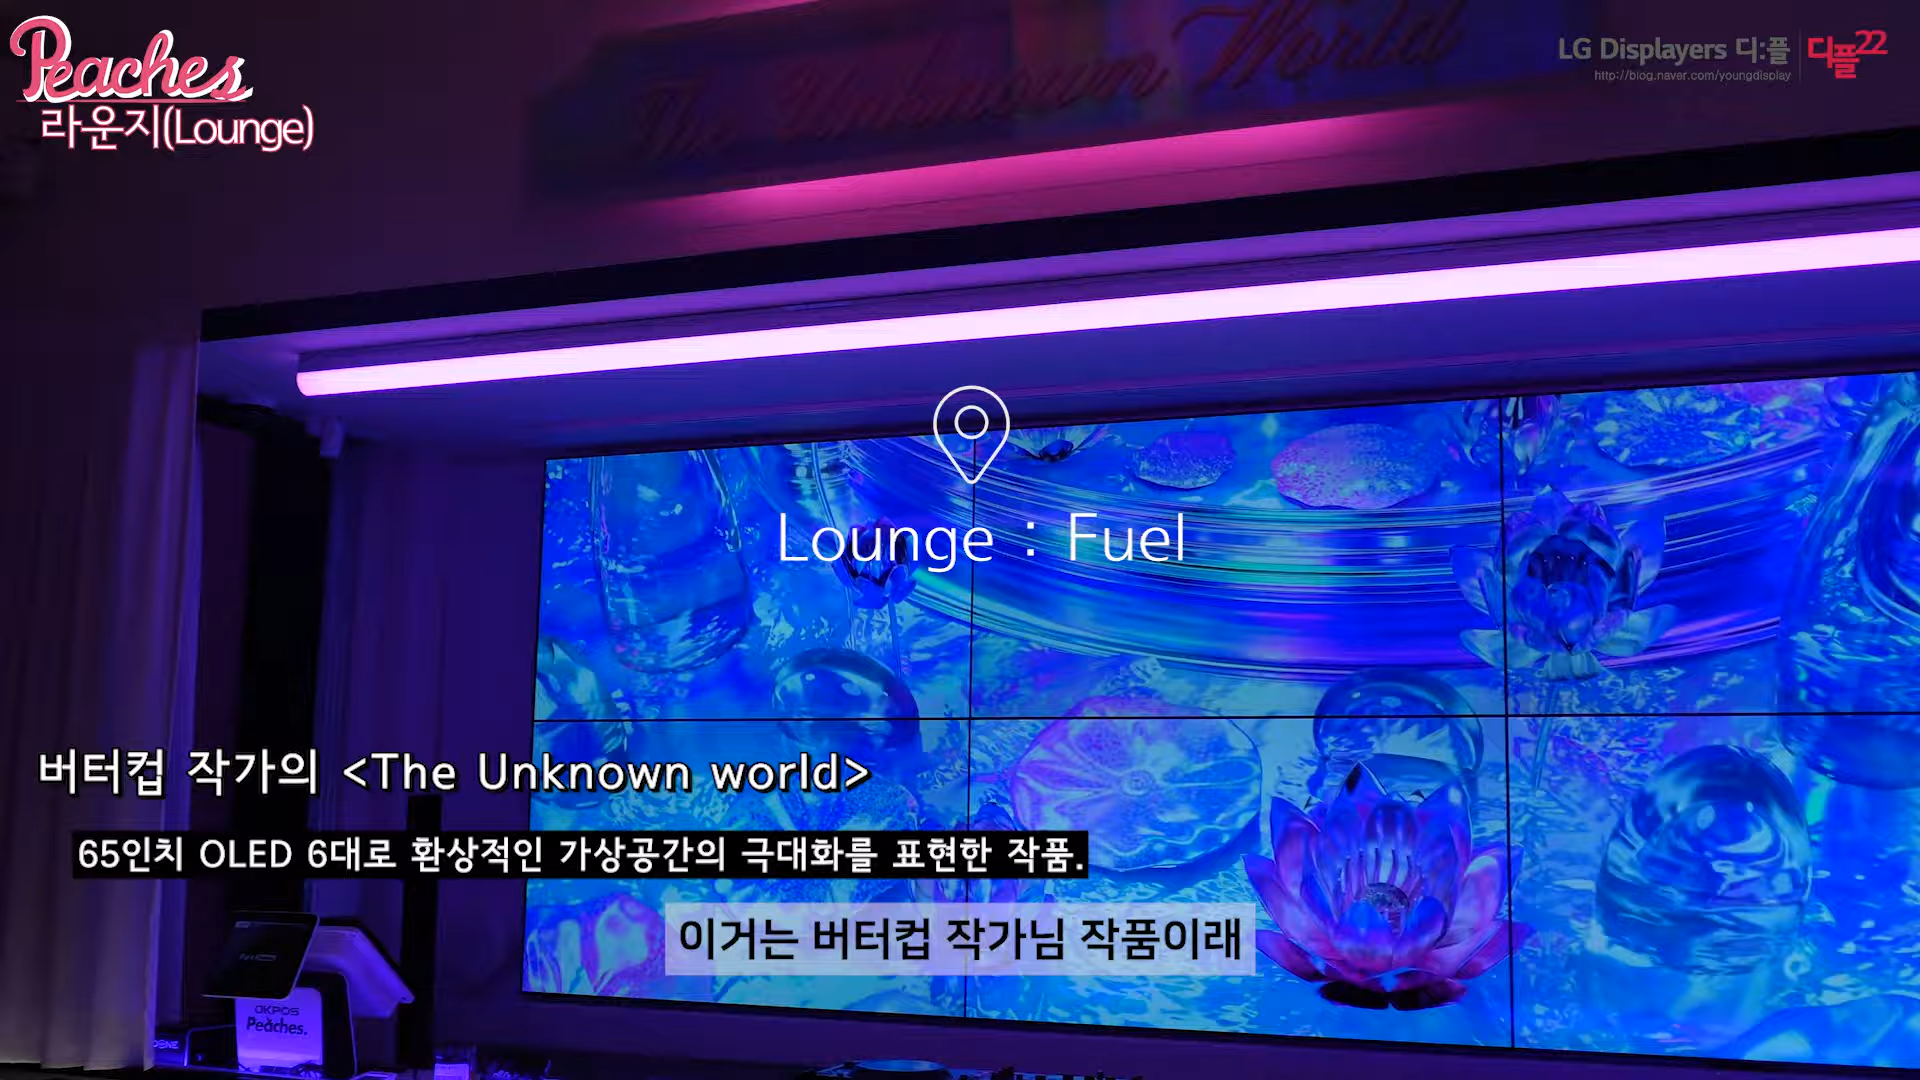 Peaches
라운지(Lounge)
The Unknown World
LG Displayers 디:플
http://blog.naver.com/youngdisplay
디플22
Lounge : Fuel
버터컵 작가의 <The Unknown world>
65인치 OLED 6대로 환상적인 가상공간의 극대화를 표현한 작품.
이거는 버터컵 작가님 작품이래
OKPOS
Peaches.